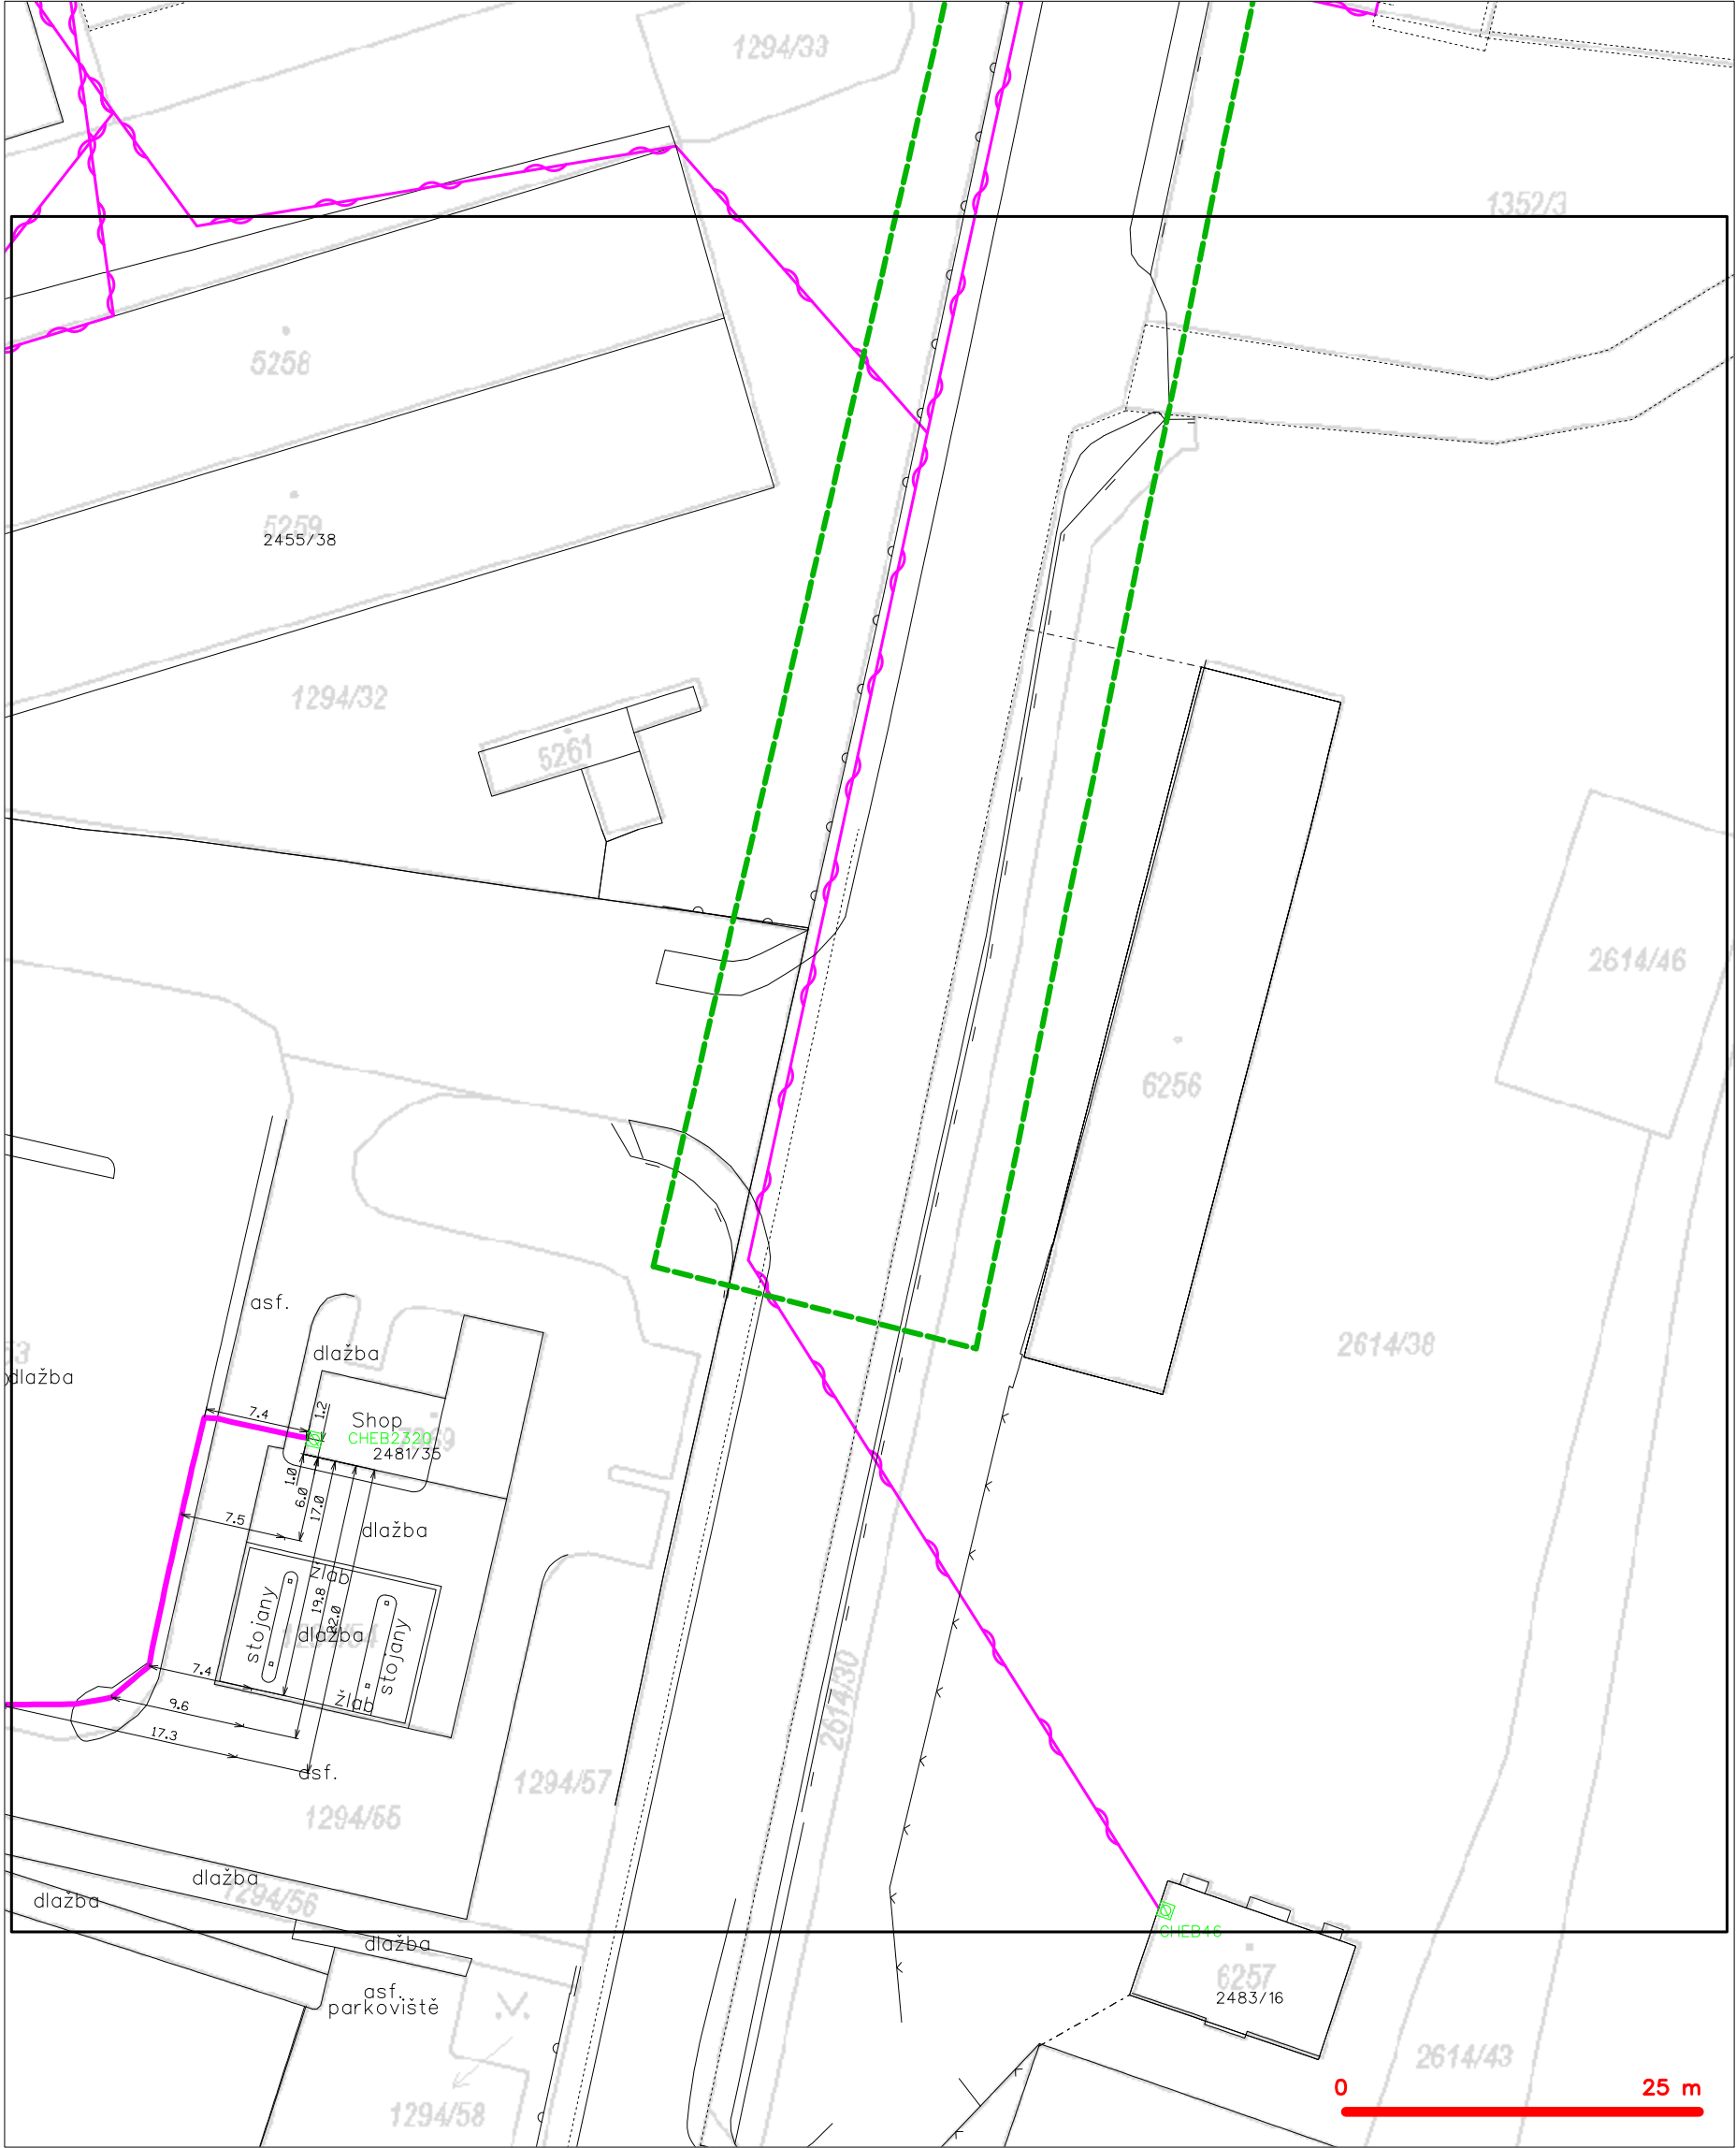 1294/33
1352/3
5258
5259
2455/38
1294/32
5261
2614/46
6256
asf.
dlažba
2614/38
53
dlažba
7.4
1.2
Shop
CHEB2320
2481/35
1.0
6.0
17.0
7.5
dlažba
žlab
19.8
22.0
stojany
dlažba
stojany
7.4
žlab
9.6
17.3
asf.
2614/30
1294/57
1294/55
dlažba
1294/56
dlažba
dlažba
CHEB46
asf.
parkoviště
6257
2483/16
2614/43
0 25 m
1294/58